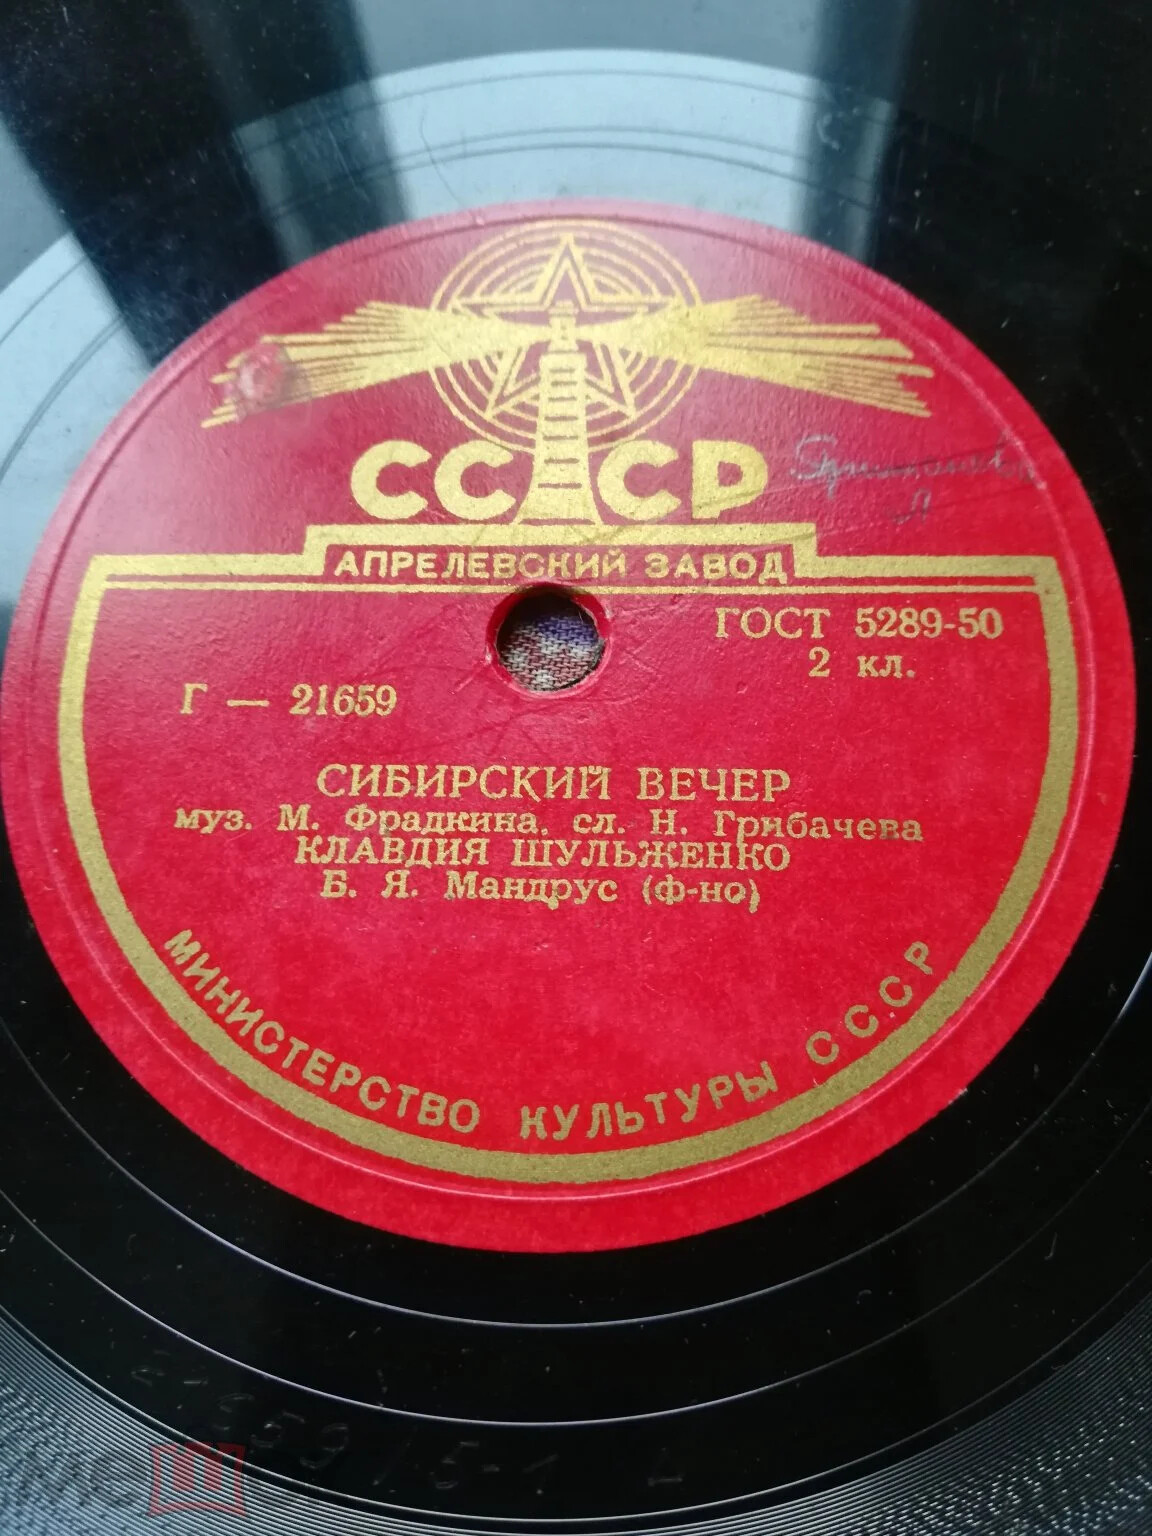 СССР
АПРЕЛЕВСКИЙ ЗАВОД
ГОСТ 5289-50
2 кл.
Г — 21659
СИБИРСКИЙ ВЕЧЕР
муз. М. Фрадкина, сл. Н. Грибачева
КЛАВДИЯ ШУЛЬЖЕНКО
Б. Я. Мандрус (ф-но)
МИНИСТЕРСТВО КУЛЬТУРЫ СССР